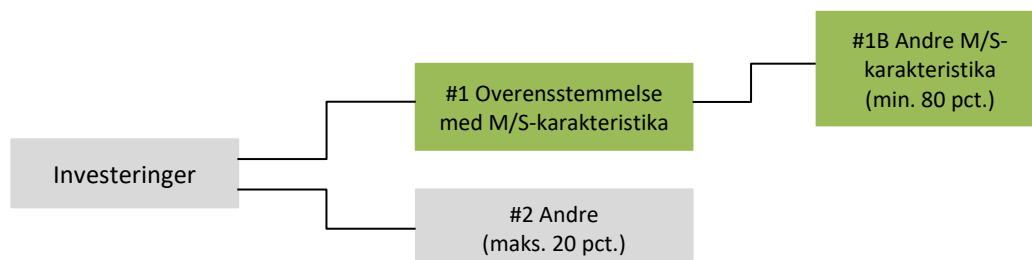 #1B Andre M/S-
karakteristika
(min. 80 pct.)
#1 Overensstemmelse
med M/S-karakteristika
Investeringer
#2 Andre
(maks. 20 pct.)